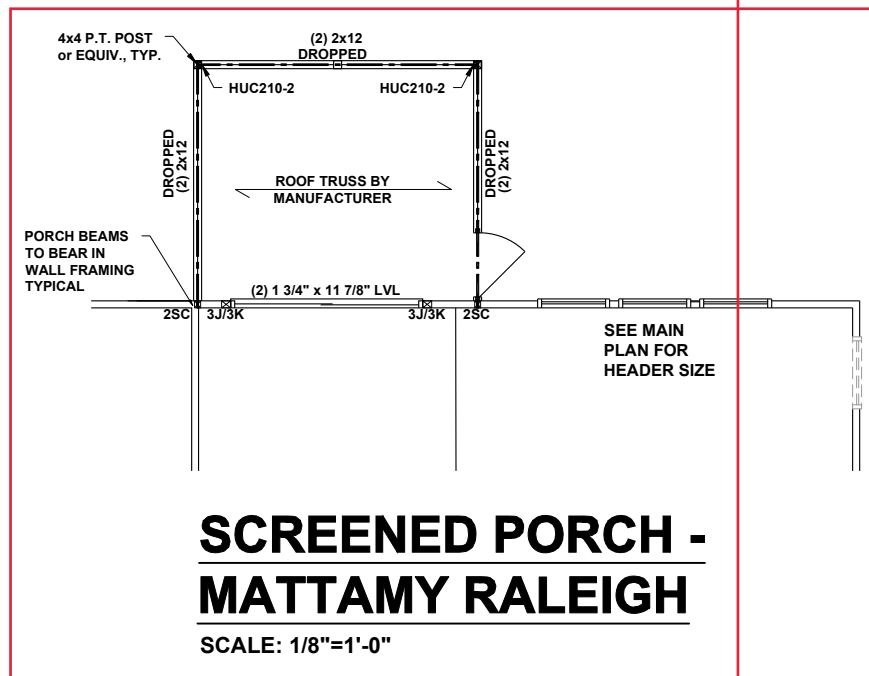 4x4 P.T. POST
or EQUIV., TYP.
(2) 2x12
DROPPED
HUC210-2
HUC210-2
DROPPED
(2) 2x12
DROPPED
(2) 2x12
ROOF TRUSS BY
MANUFACTURER
PORCH BEAMS
TO BEAR IN
WALL FRAMING
TYPICAL
(2) 1 3/4" x 11 7/8" LVL
2SC
3J/3K
3J/3K
2SC
SEE MAIN
PLAN FOR
HEADER SIZE
SCREENED PORCH -
MATTAMY RALEIGH
SCALE: 1/8"=1'-0"